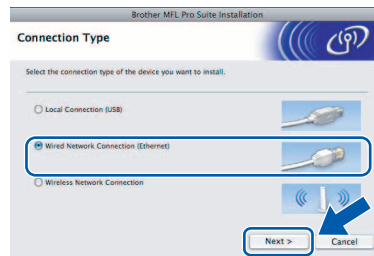 Brother MFL Pro Suite Installation
Connection Type
Select the connection type of the device you want to install.
Local Connection (USB)
Wired Network Connection (Ethernet)
Wireless Network Connection
Next >
Cancel